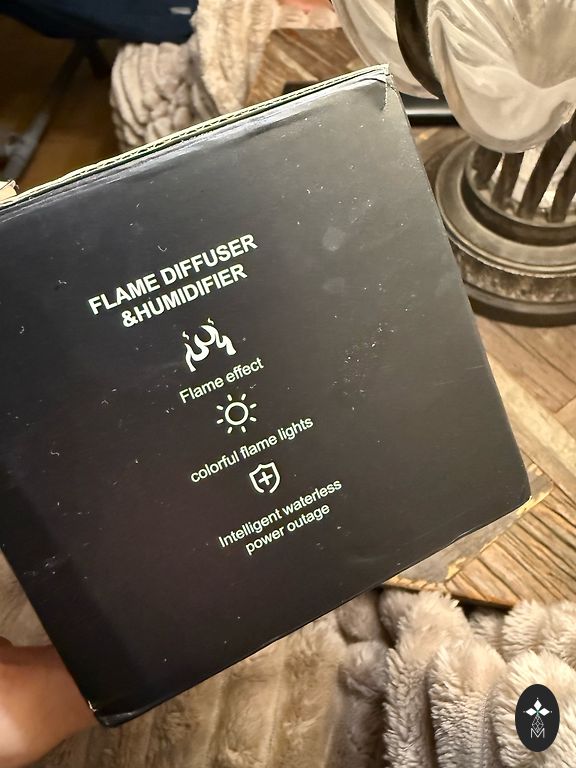 FLAME DIFFUSER
&HUMIDIFIER
Flame effect
colorful flame lights
Intelligent waterless
power outage